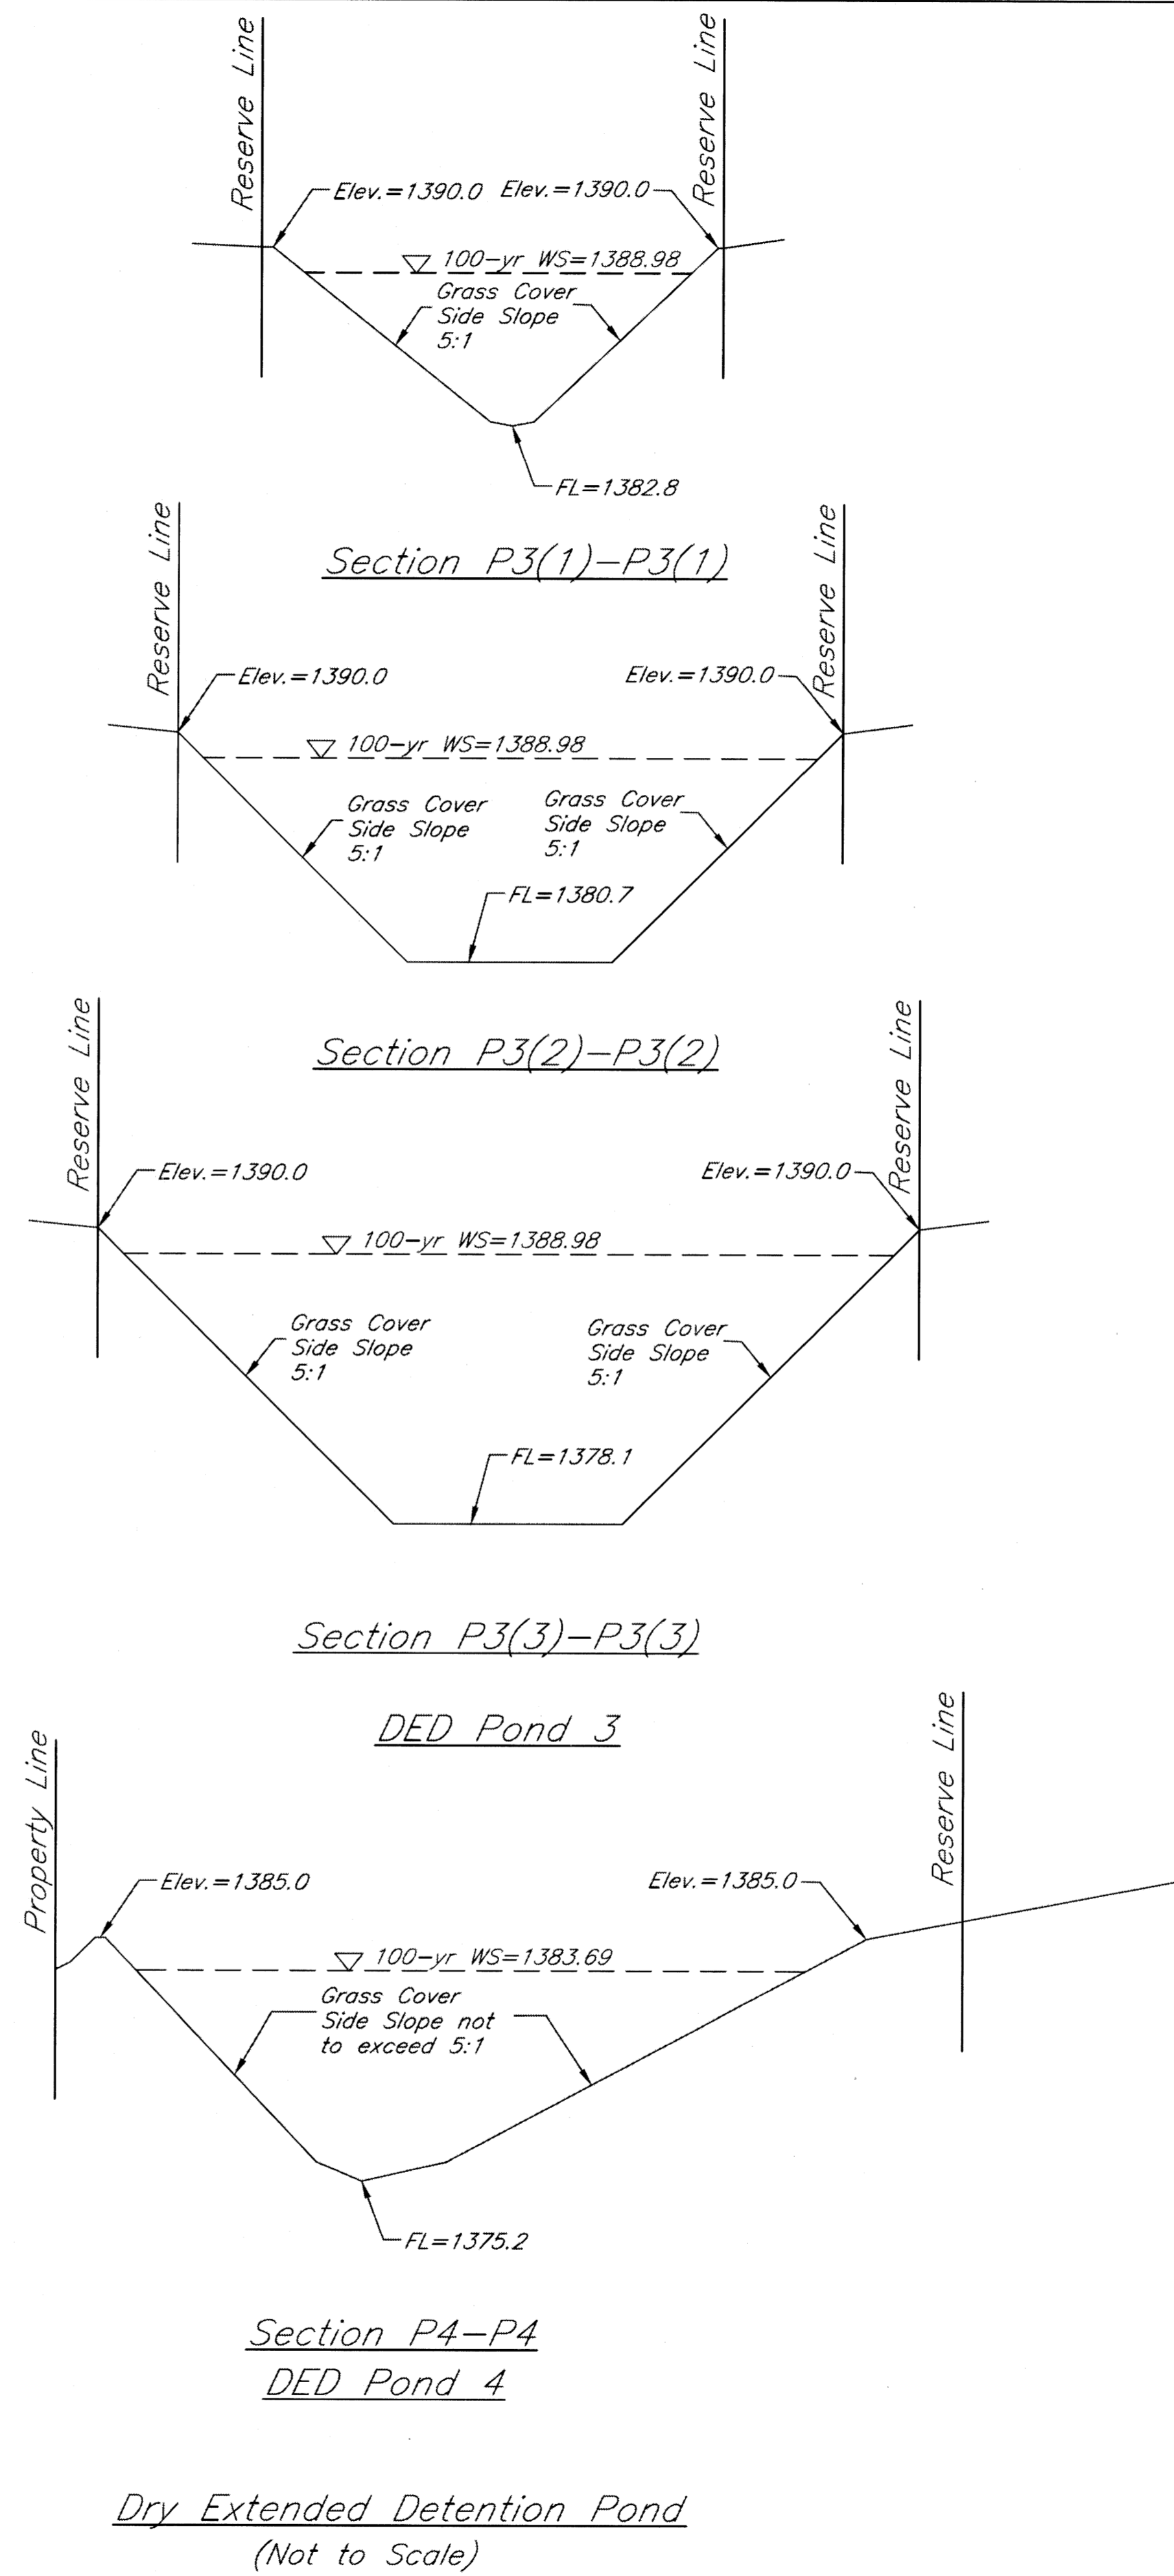 Reserve Line
Reserve Line
Elev.=1390.0
Elev.=1390.0
100-yr WS=1388.98
Grass Cover
Side Slope
5:1
FL=1382.8
Section P3(1)-P3(1)
Reserve Line
Reserve Line
Elev.=1390.0
Elev.=1390.0
100-yr WS=1388.98
Grass Cover
Side Slope
5:1
Grass Cover
Side Slope
5:1
FL=1380.7
Section P3(2)-P3(2)
Reserve Line
Reserve Line
Elev.=1390.0
Elev.=1390.0
100-yr WS=1388.98
Grass Cover
Side Slope
5:1
Grass Cover
Side Slope
5:1
FL=1378.1
Section P3(3)-P3(3)
DED Pond 3
Property Line
Reserve Line
Elev.=1385.0
Elev.=1385.0
100-yr WS=1383.69
Grass Cover
Side Slope not
to exceed 5:1
FL=1375.2
Section P4-P4
DED Pond 4
Dry Extended Detention Pond
(Not to Scale)